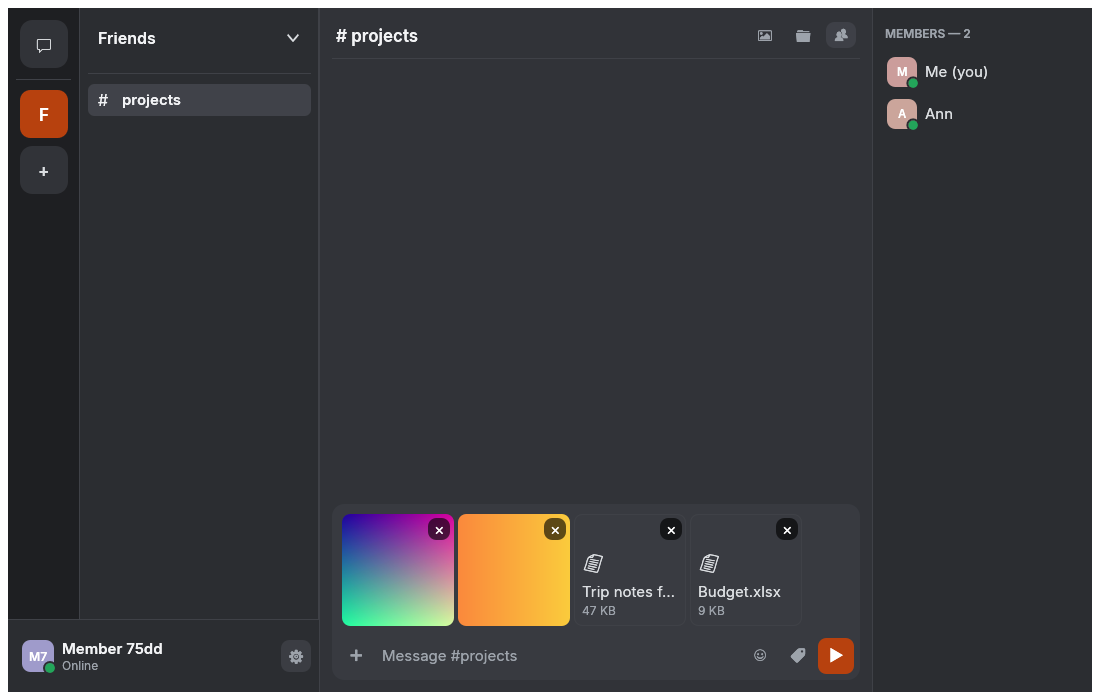 F
+
Friends
# projects
# projects
MEMBERS — 2
M
Me (you)
A
Ann
Trip notes f...
47 KB
Budget.xlsx
9 KB
Message #projects
M7
Member 75dd
Online